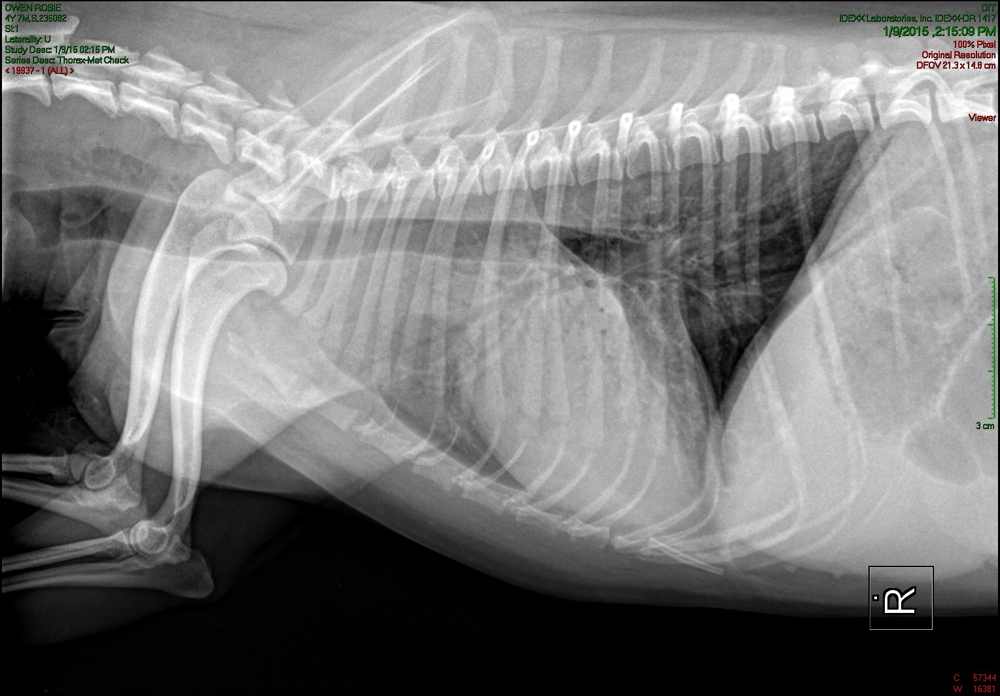 OWEN ROSIE
4Y 7M,S,235082
SI:1
Laterality: U
Study Desc: 1/9/15 02:15 PM
Series Desc: Thorax-Met Check
< 19937 - 1 (ALL) >
DIT
IDEXX Laboratories, Inc. IDEXX-DR 1417
1/9/2015 ,2:15:09 PM
100% Pixel
Original Resolution
DFOV 21.3 x 14.8 cm
Viewer
3 cm
R
C 57344
W 16381